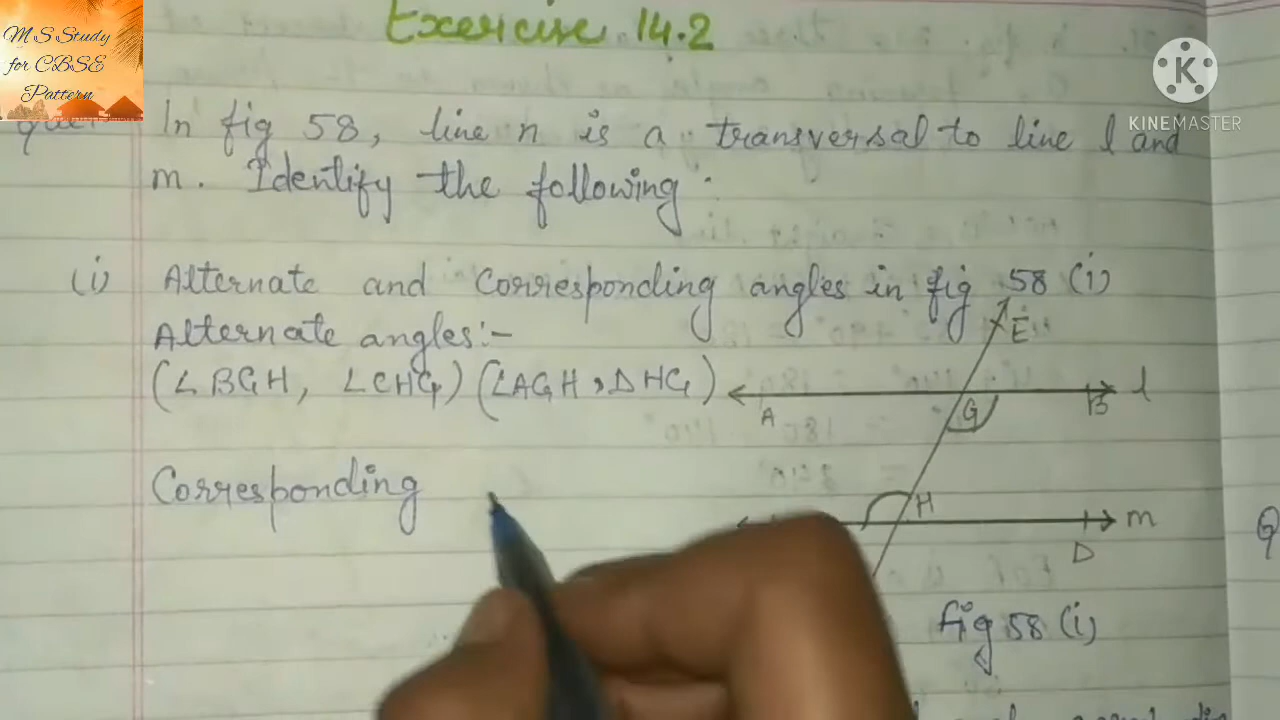 Exercise 14.2
M S Study
for CBSE
Pattern
K
KINEMASTER
In fig 58, line n is a transversal to line l and
m. Identify the following:
(i) Alternate and Corresponding angles in fig 58 (i)
Alternate angles:-
(∠BGH, ∠CHG) (∠AGH, DHG)
Corresponding
E
l
A
G
B
H
m
D
fig 58 (i)